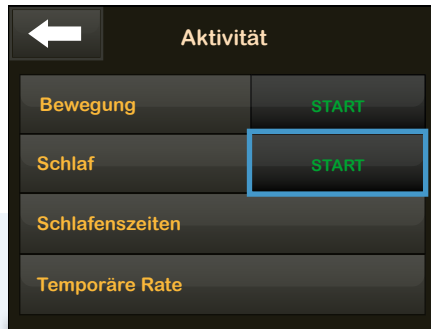 Aktivität
Bewegung START
Schlaf START
Schlafenszeiten
Temporäre Rate